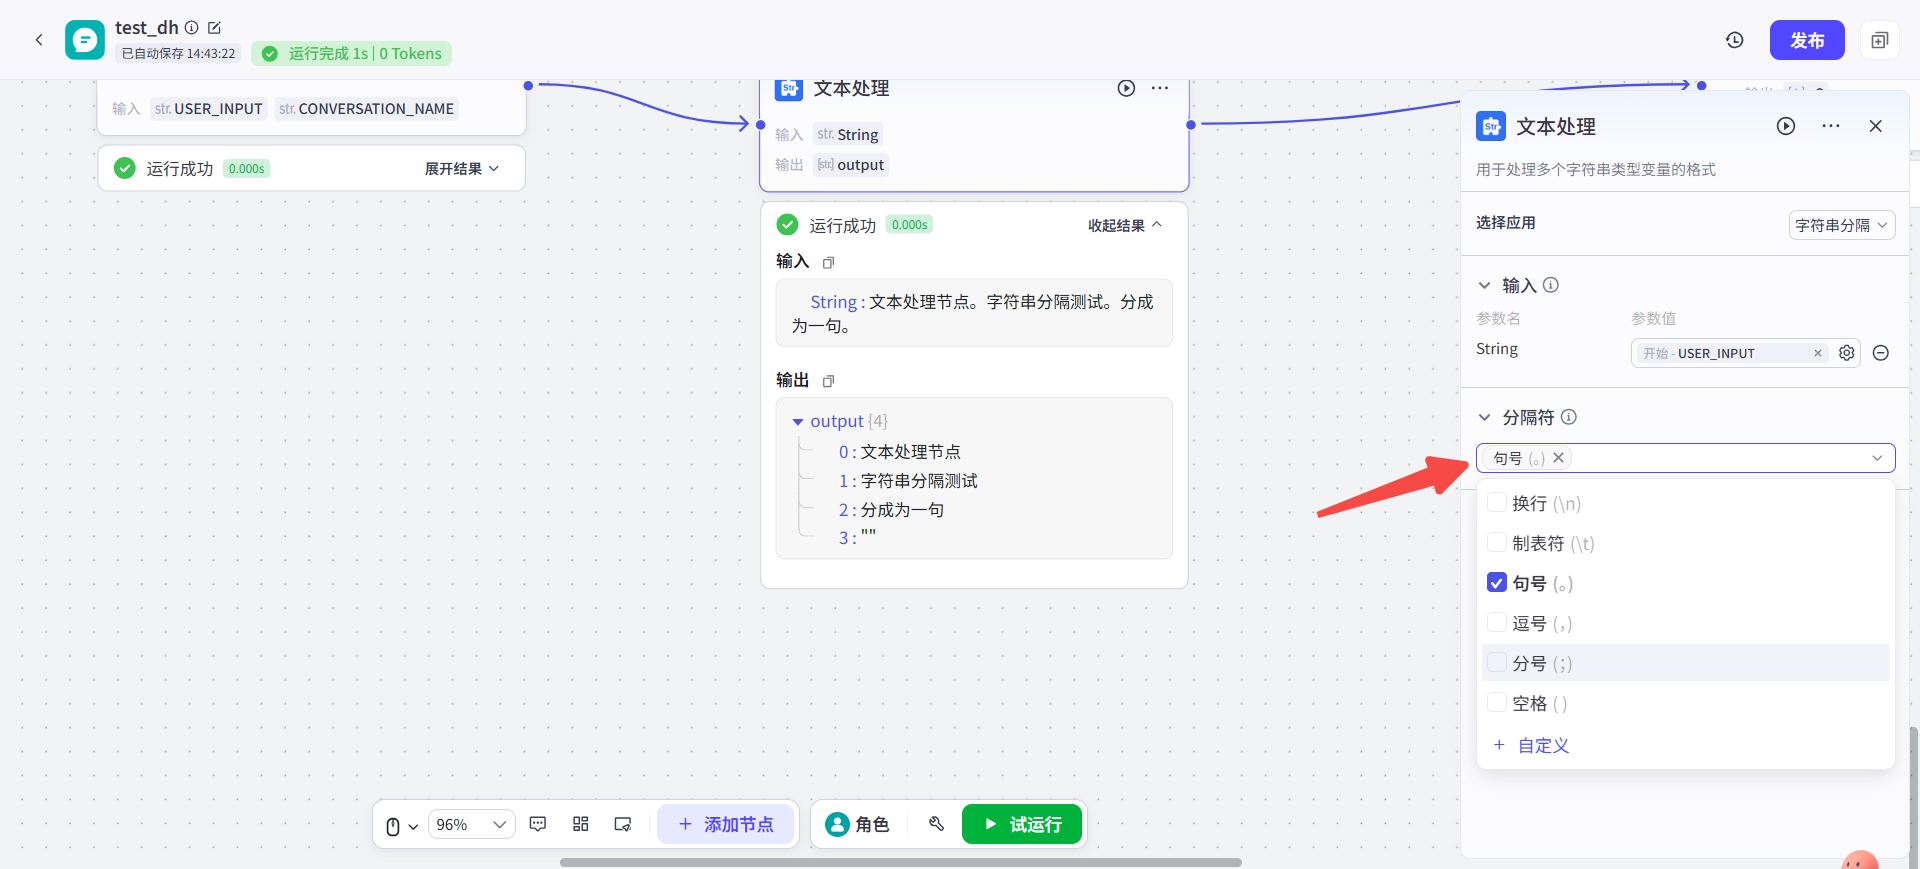 test_dh
已自动保存 14:43:22
运行完成 1s | 0 Tokens
发布
输入 str. USER_INPUT str. CONVERSATION_NAME
运行成功 0.000s 展开结果
Str 文本处理
输入 str. String
输出 [str] output
运行成功 0.000s 收起结果
输入
String : 文本处理节点。字符串分隔测试。分成
为一句。
输出
output {4}
0 : 文本处理节点
1 : 字符串分隔测试
2 : 分成为一句
3 : ""
Str 文本处理
用于处理多个字符串类型变量的格式
选择应用 字符串分隔
输入
参数名 参数值
String 开始 - USER_INPUT
分隔符
句号 (。)
换行 (\n)
制表符 (\t)
句号 (。)
逗号 (，)
分号 (；)
空格 ( )
+ 自定义
96% + 添加节点
角色 试运行